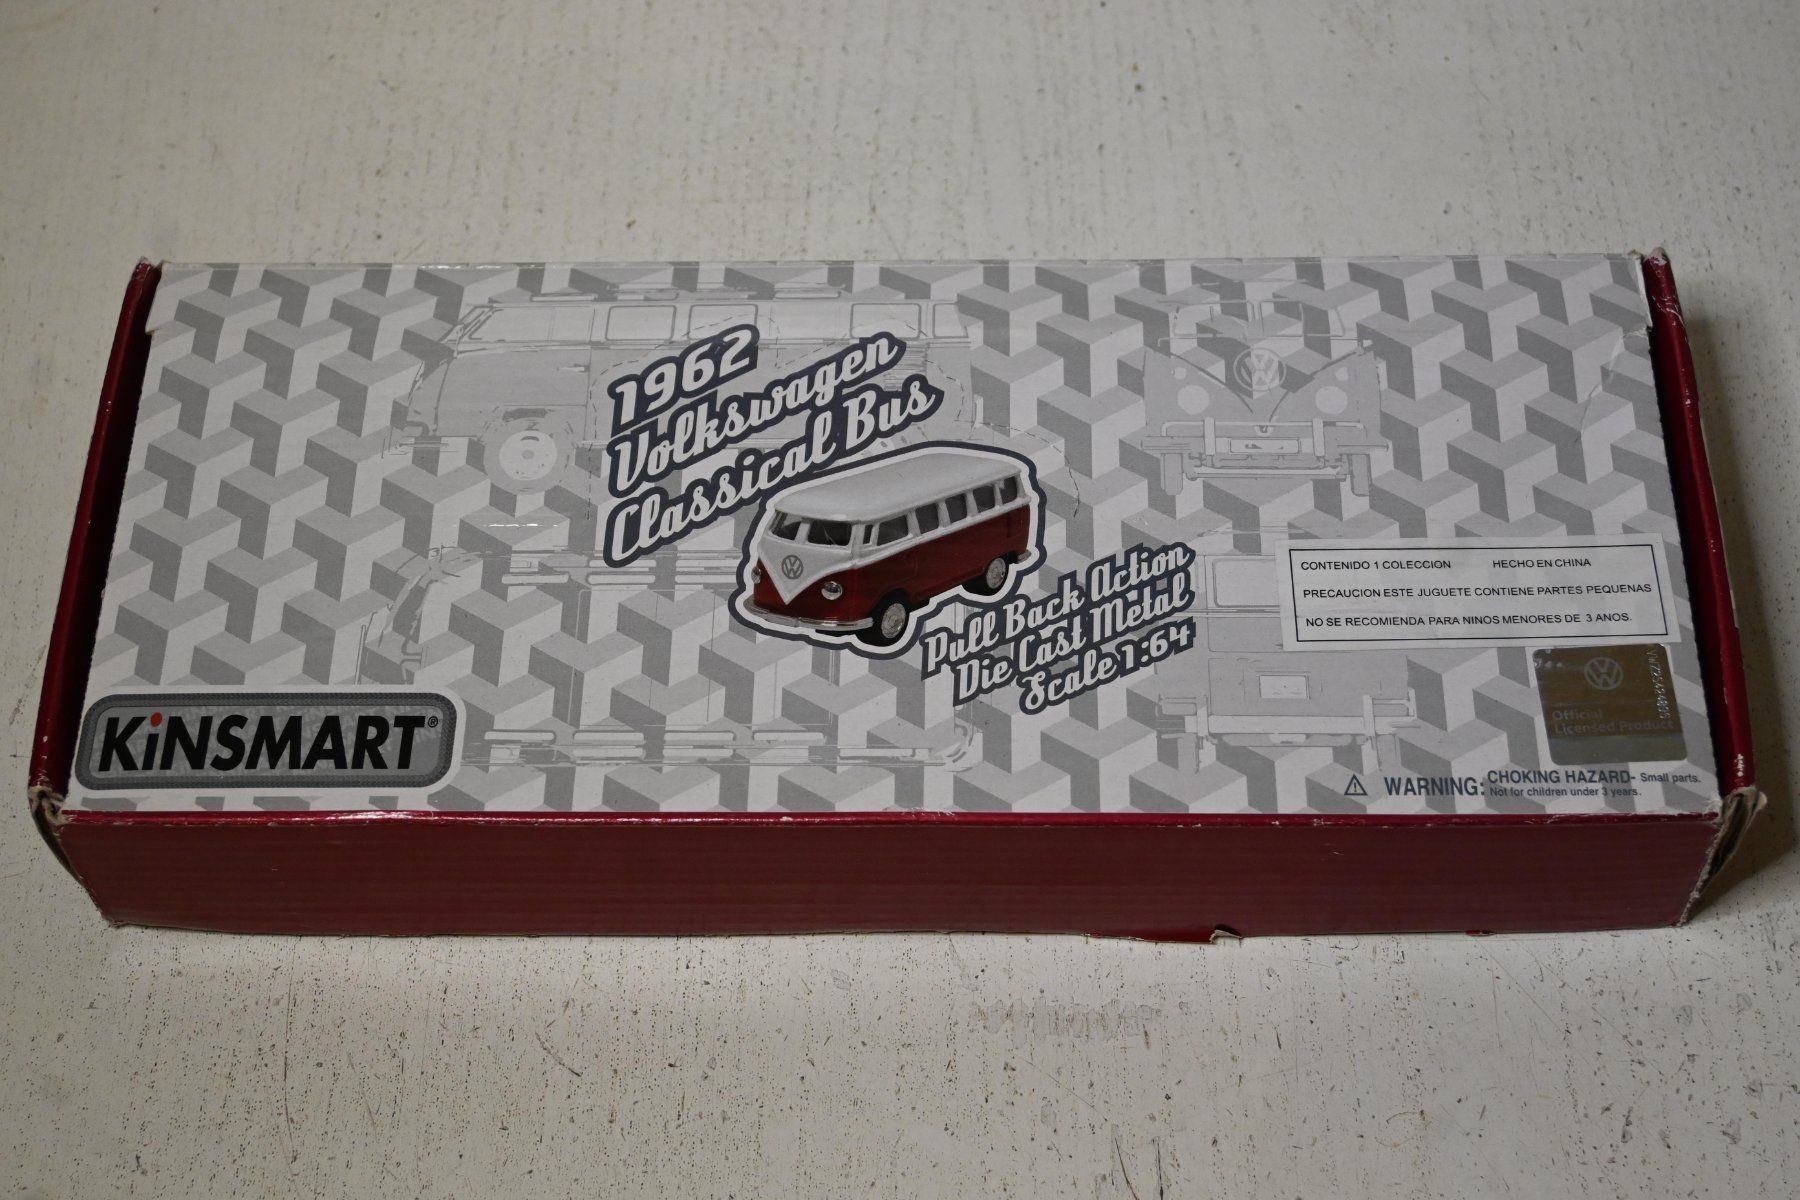 1962
Volkswagen
Classical Bus
Pull Back Action
Die Cast Metal
Scale 1:64
CONTENIDO 1 COLECCION HECHO EN CHINA
PRECAUCION ESTE JUGUETE CONTIENE PARTES PEQUENAS
NO SE RECOMIENDA PARA NINOS MENORES DE 3 ANOS.
Official
Licensed Product
KiNSMART®
WARNING: CHOKING HAZARD- Small parts.
Not for children under 3 years.